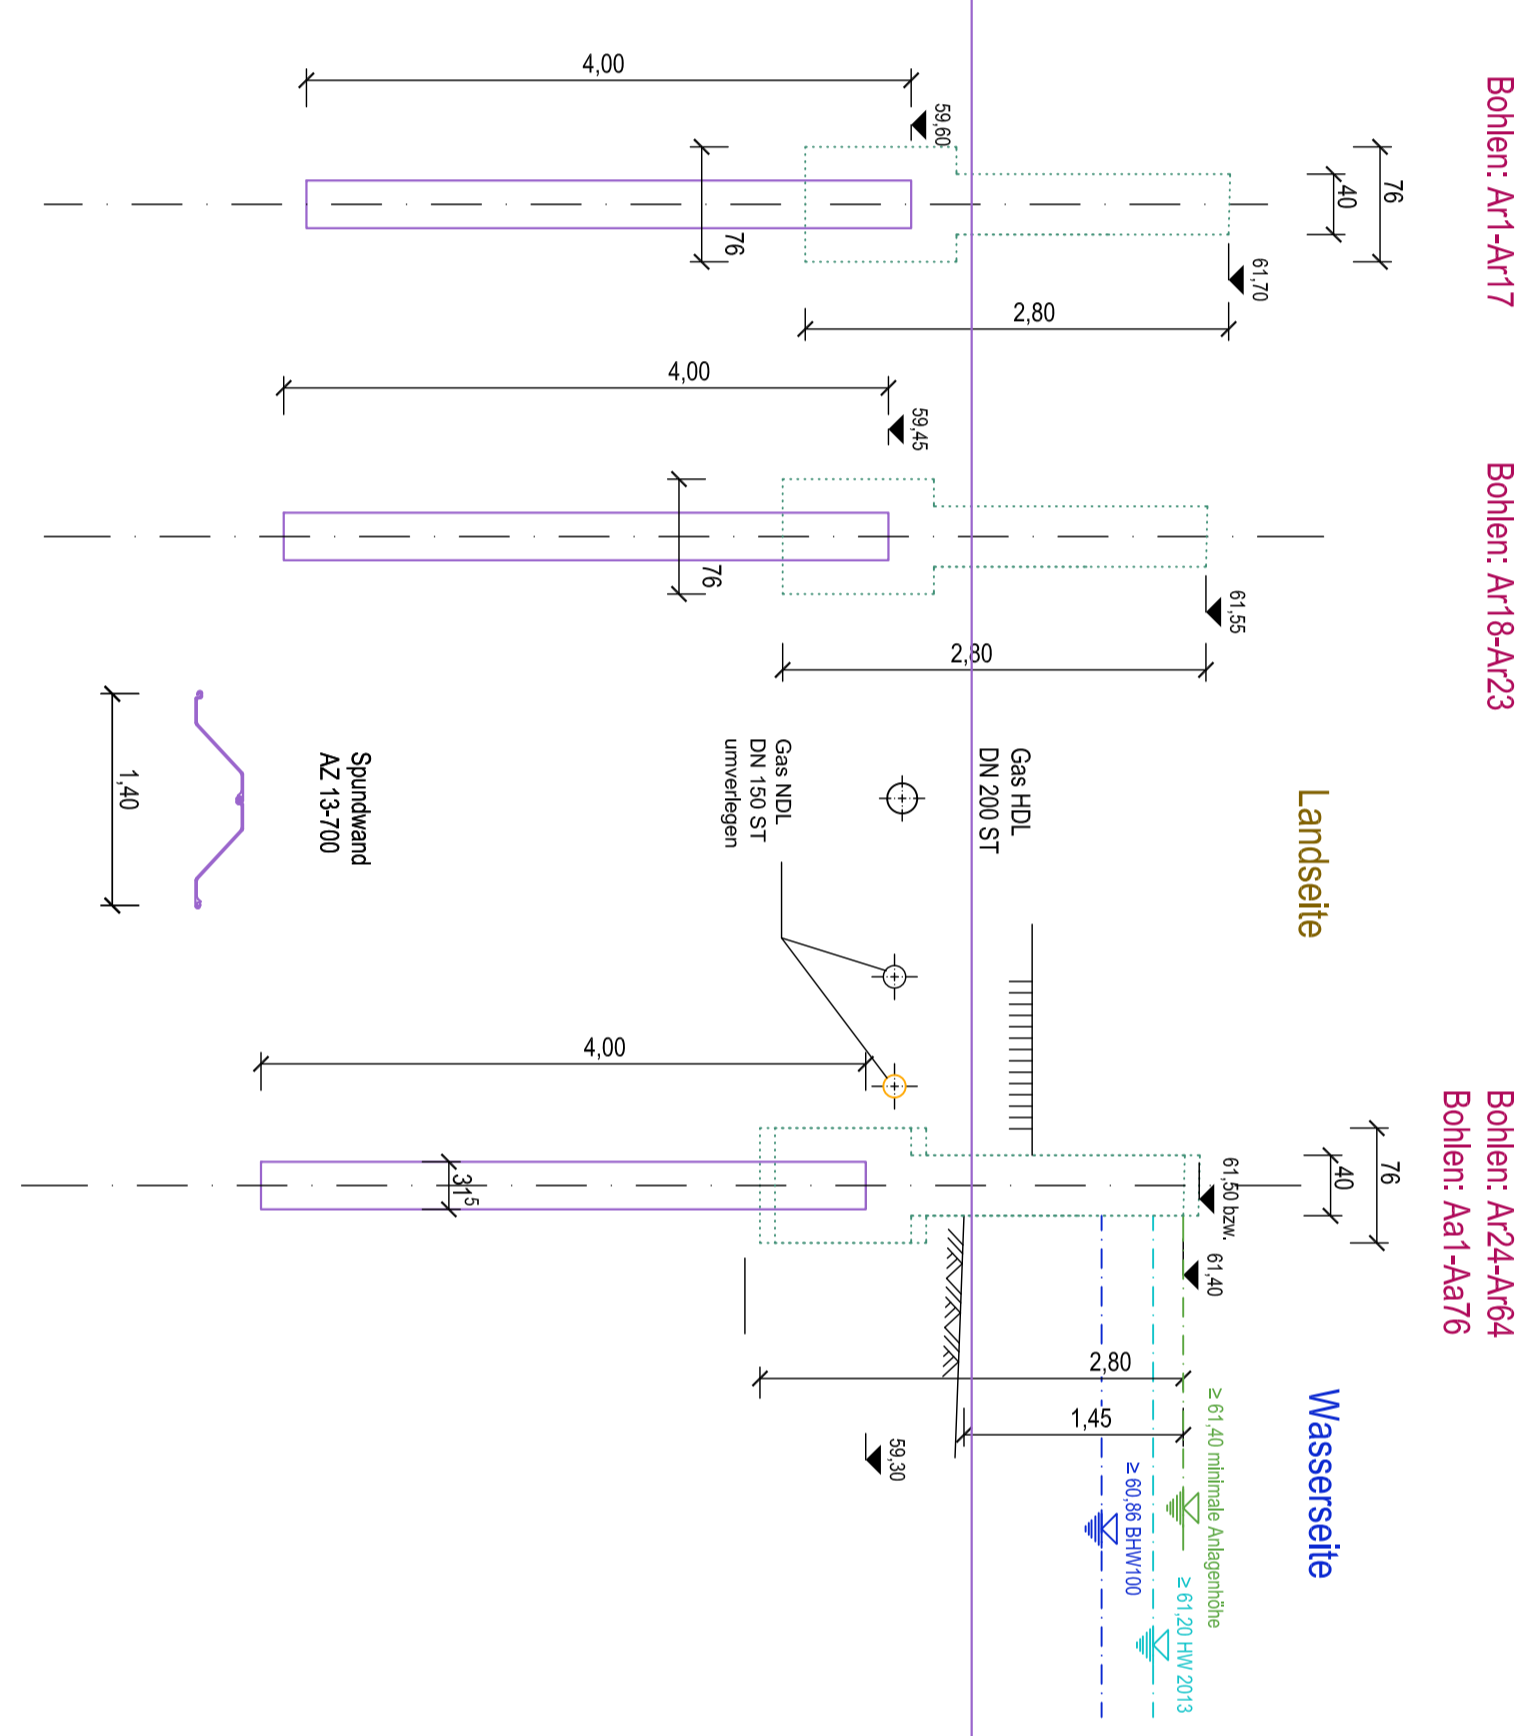 Bohlen: Ar1-Ar17
76
40
61,70
2,80
4,00
59,60
76
Bohlen: Ar18-Ar23
61,55
2,80
4,00
59,45
76
Landseite
Gas HDL
DN 200 ST
Gas NDL
DN 150 ST
umverlegen
Spundwand
AZ 13-700
1,40
Bohlen: Ar24-Ar64
Bohlen: Aa1-Aa76
76
40
61,50 bzw.
61,40
4,00
31⁵
2,80
1,45
59,30
Wasserseite
≥ 61,40 minimale Anlagenhöhe
≥ 61,20 HW 2013
≥ 60,86 BHW100